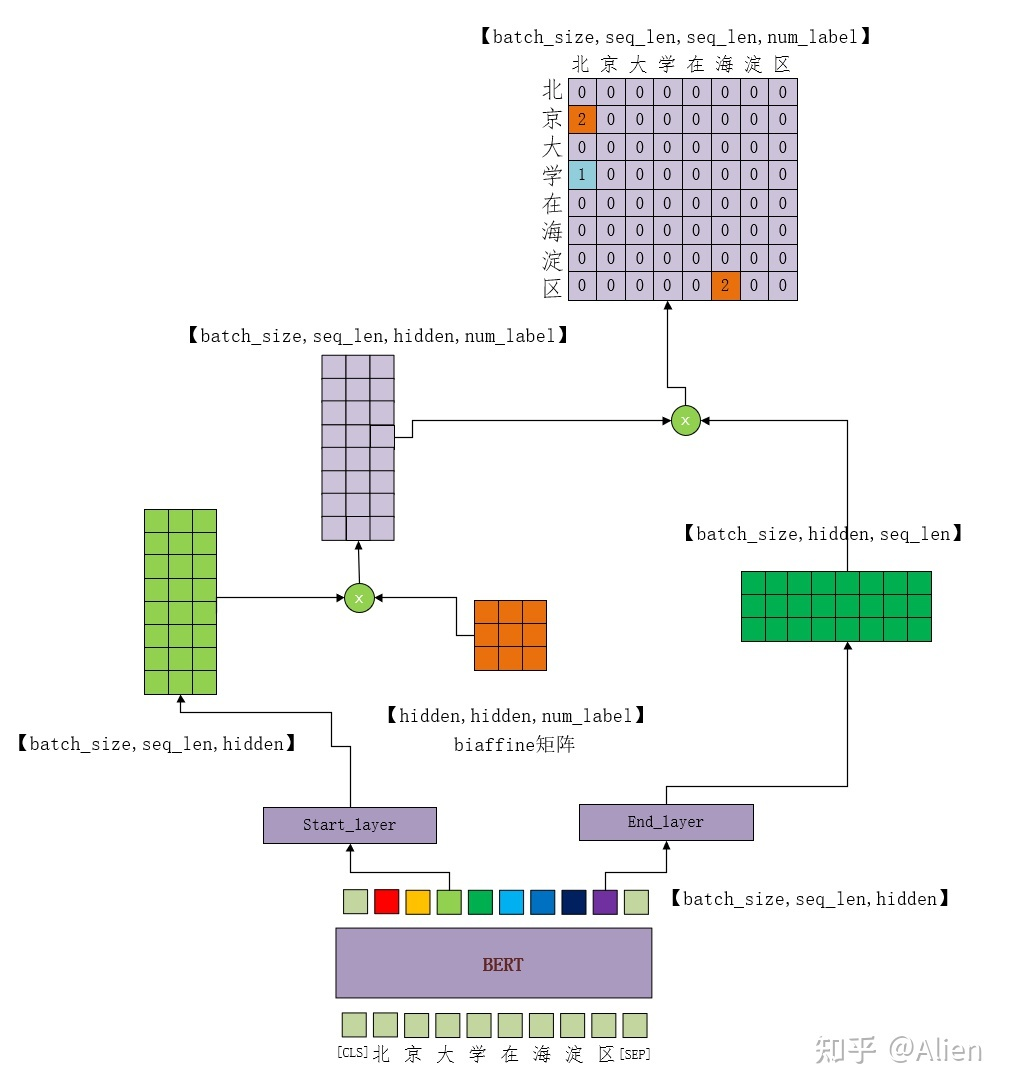 【batch_size,seq_len,seq_len,num_label】
北 京 大 学 在 海 淀 区
北 0 0 0 0 0 0 0 0
京 2 0 0 0 0 0 0 0
大 0 0 0 0 0 0 0 0
学 1 0 0 0 0 0 0 0
在 0 0 0 0 0 0 0 0
海 0 0 0 0 0 0 0 0
淀 0 0 0 0 0 0 0 0
区 0 0 0 0 0 2 0 0
【batch_size,seq_len,hidden,num_label】
x
【batch_size,hidden,seq_len】
x
【hidden,hidden,num_label】
biaffine矩阵
【batch_size,seq_len,hidden】
Start_layer
End_layer
【batch_size,seq_len,hidden】
BERT
[CLS] 北 京 大 学 在 海 淀 区 [SEP]
知乎 @Alien